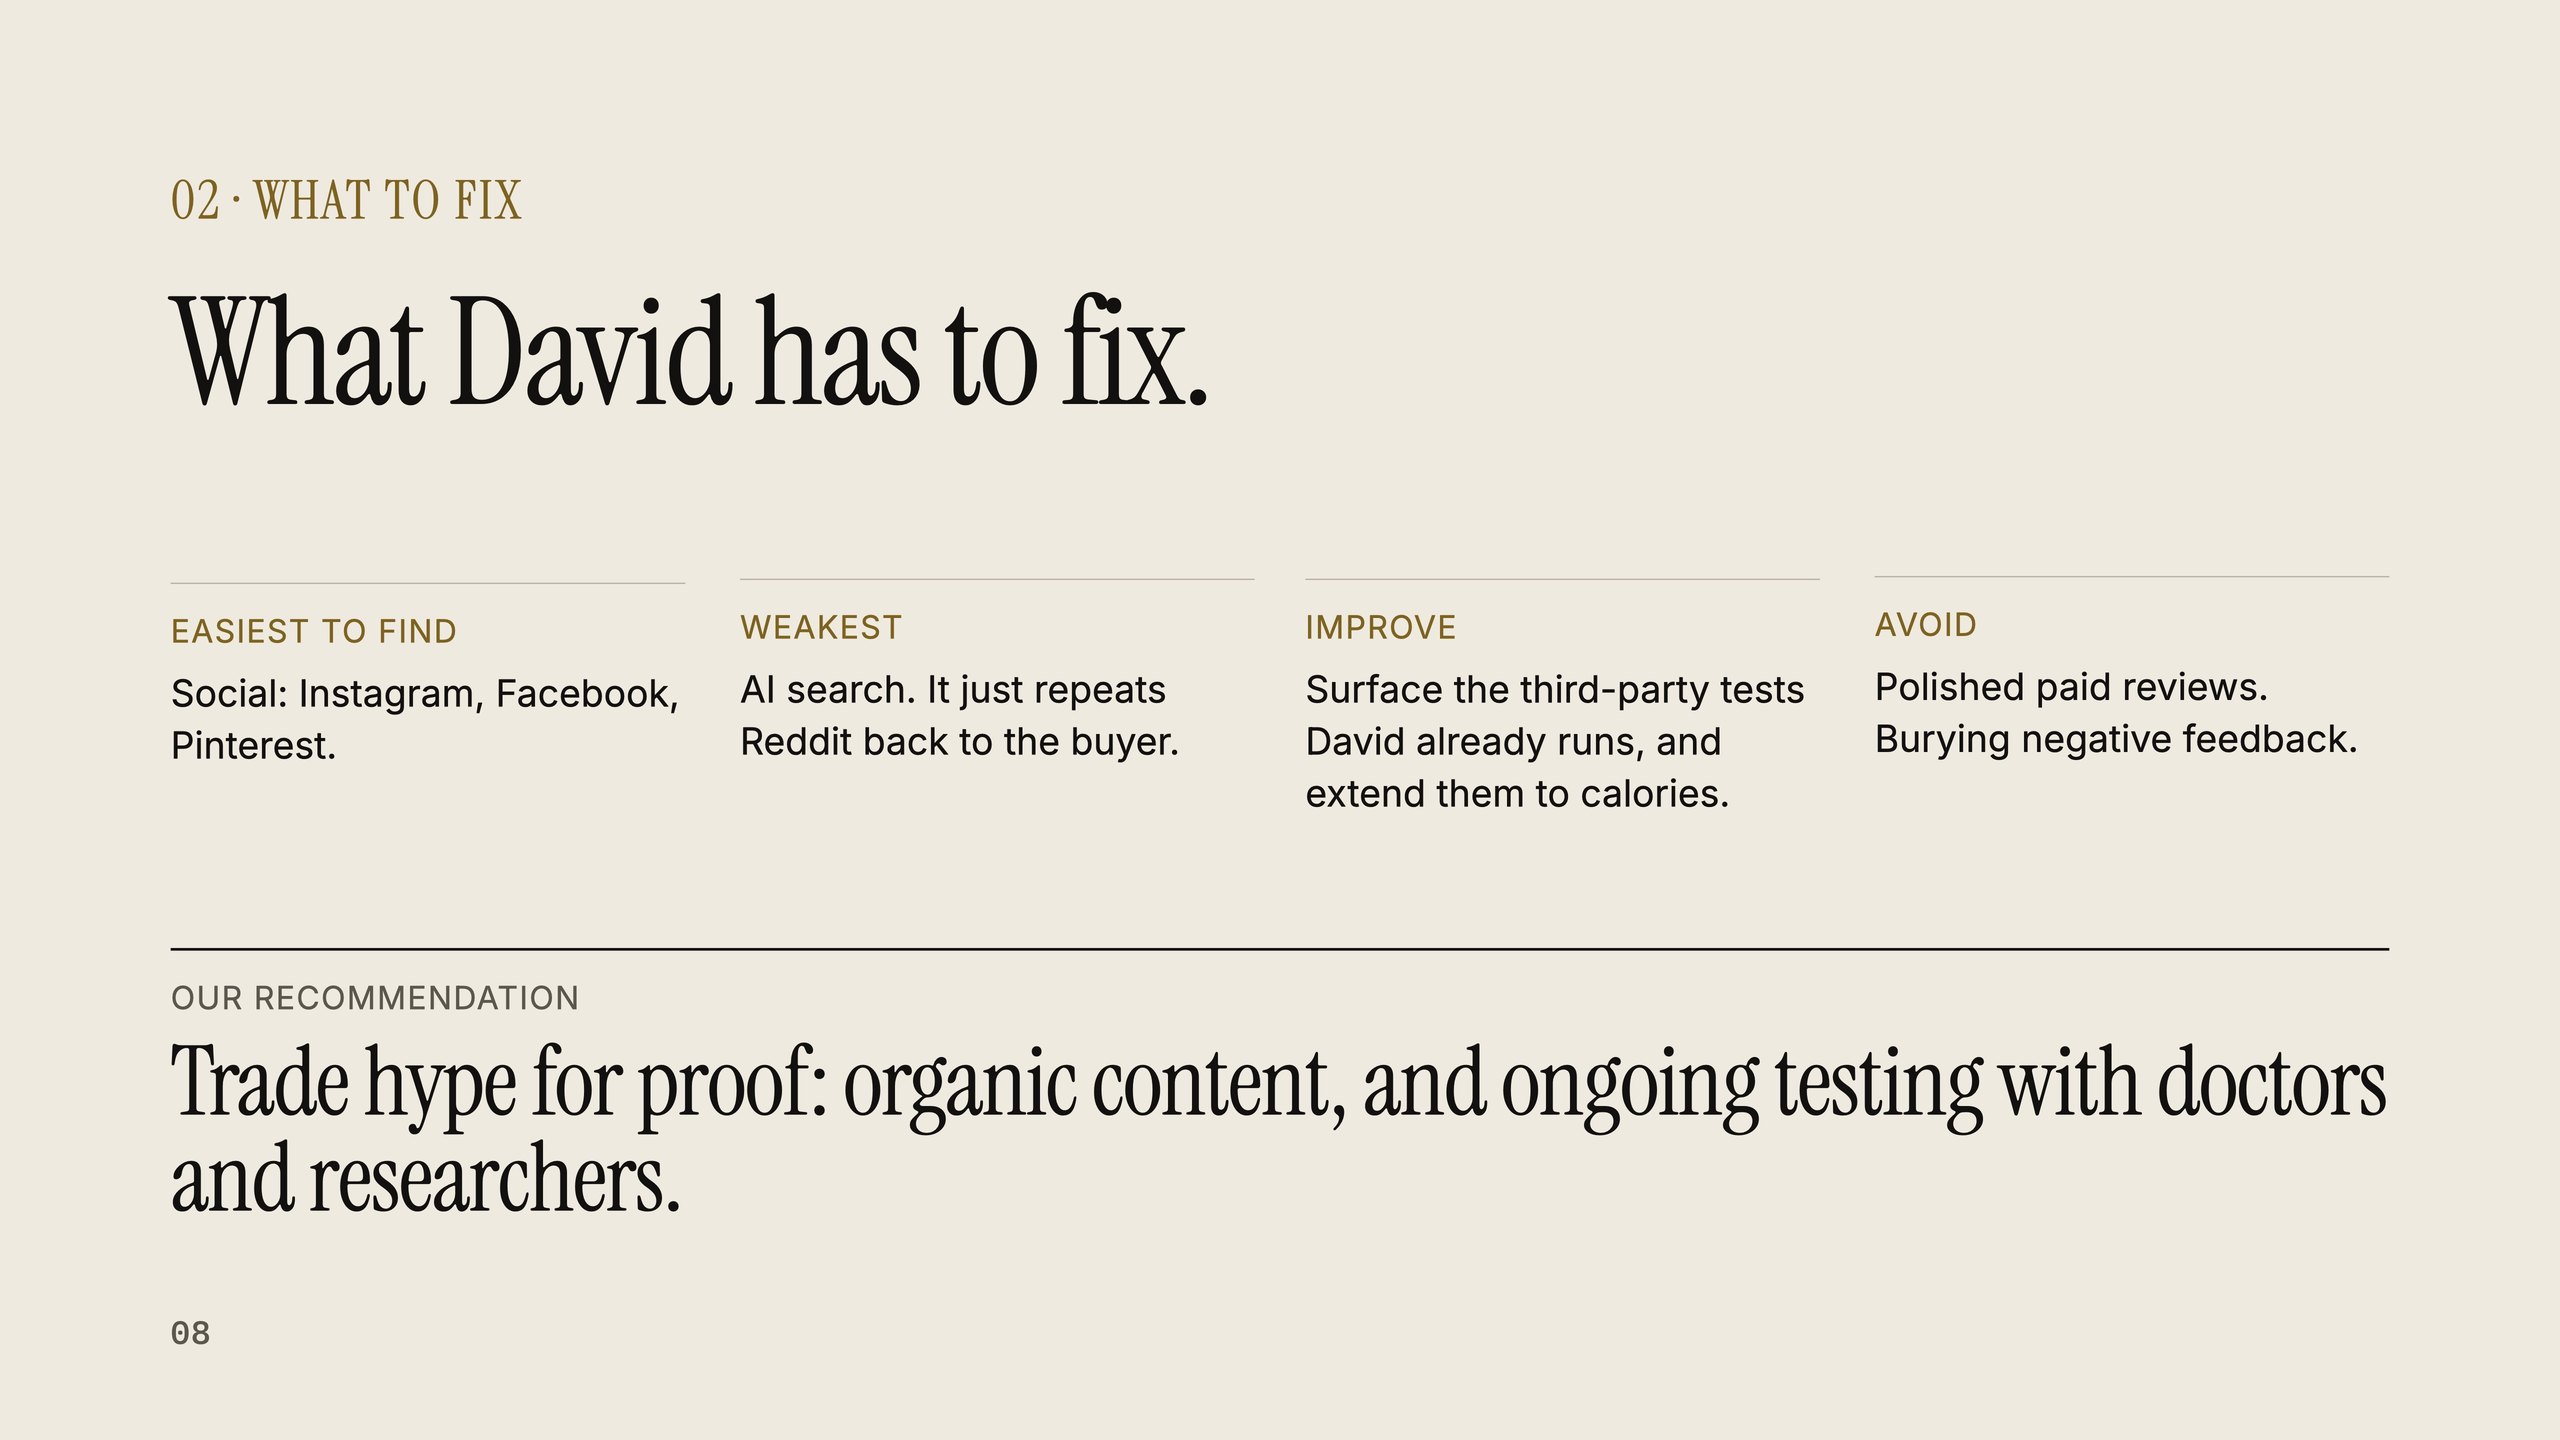 02 · WHAT TO FIX
What David has to fix.
EASIEST TO FIND
Social: Instagram, Facebook,
Pinterest.
WEAKEST
AI search. It just repeats
Reddit back to the buyer.
IMPROVE
Surface the third-party tests
David already runs, and
extend them to calories.
AVOID
Polished paid reviews.
Burying negative feedback.
OUR RECOMMENDATION
Trade hype for proof: organic content, and ongoing testing with doctors
and researchers.
08